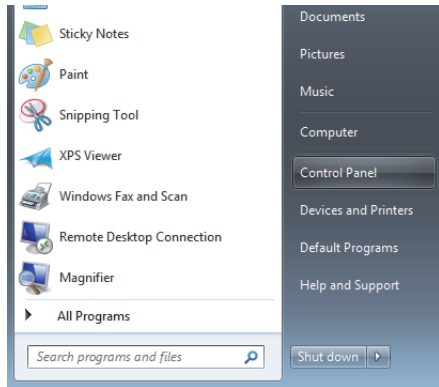 Sticky Notes
Paint
Snipping Tool
XPS Viewer
Windows Fax and Scan
Remote Desktop Connection
Magnifier
All Programs
Search programs and files
Documents
Pictures
Music
Computer
Control Panel
Devices and Printers
Default Programs
Help and Support
Shut down